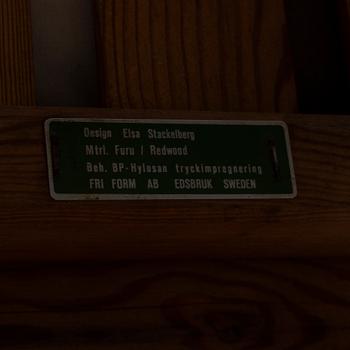 Design Elsa Stackelberg
Mtrl. Furu / Redwood
Beh. BP-Hylosan tryckimpregnering
FRI FORM AB EDSBRUK SWEDEN